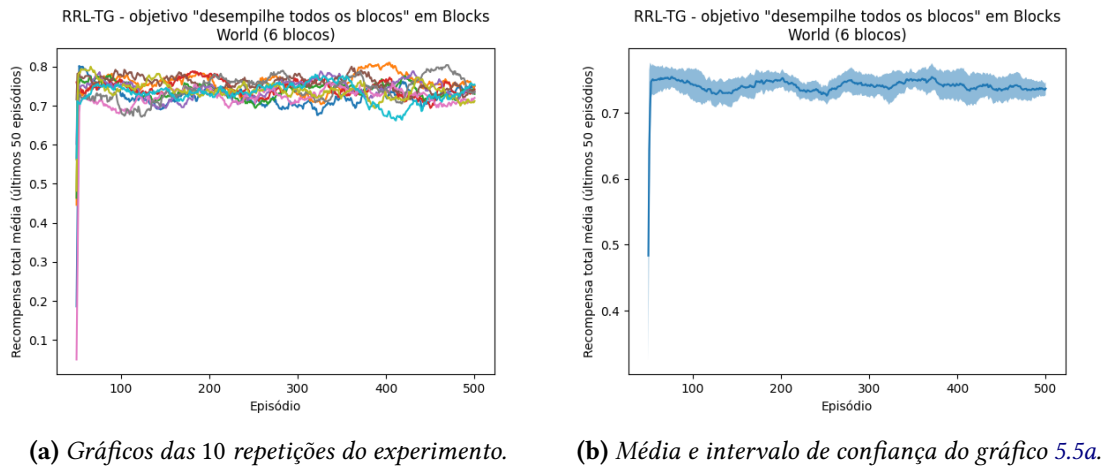 RRL-TG - objetivo "desempilhe todos os blocos" em Blocks
World (6 blocos)
Recompensa total média (últimos 50 episódios)
0.8
0.7
0.6
0.5
0.4
0.3
0.2
0.1
100
200
300
400
500
Episódio
(a) Gráficos das 10 repetições do experimento.
RRL-TG - objetivo "desempilhe todos os blocos" em Blocks
World (6 blocos)
Recompensa total média (últimos 50 episódios)
0.7
0.6
0.5
0.4
100
200
300
400
500
Episódio
(b) Média e intervalo de confiança do gráfico 5.5a.